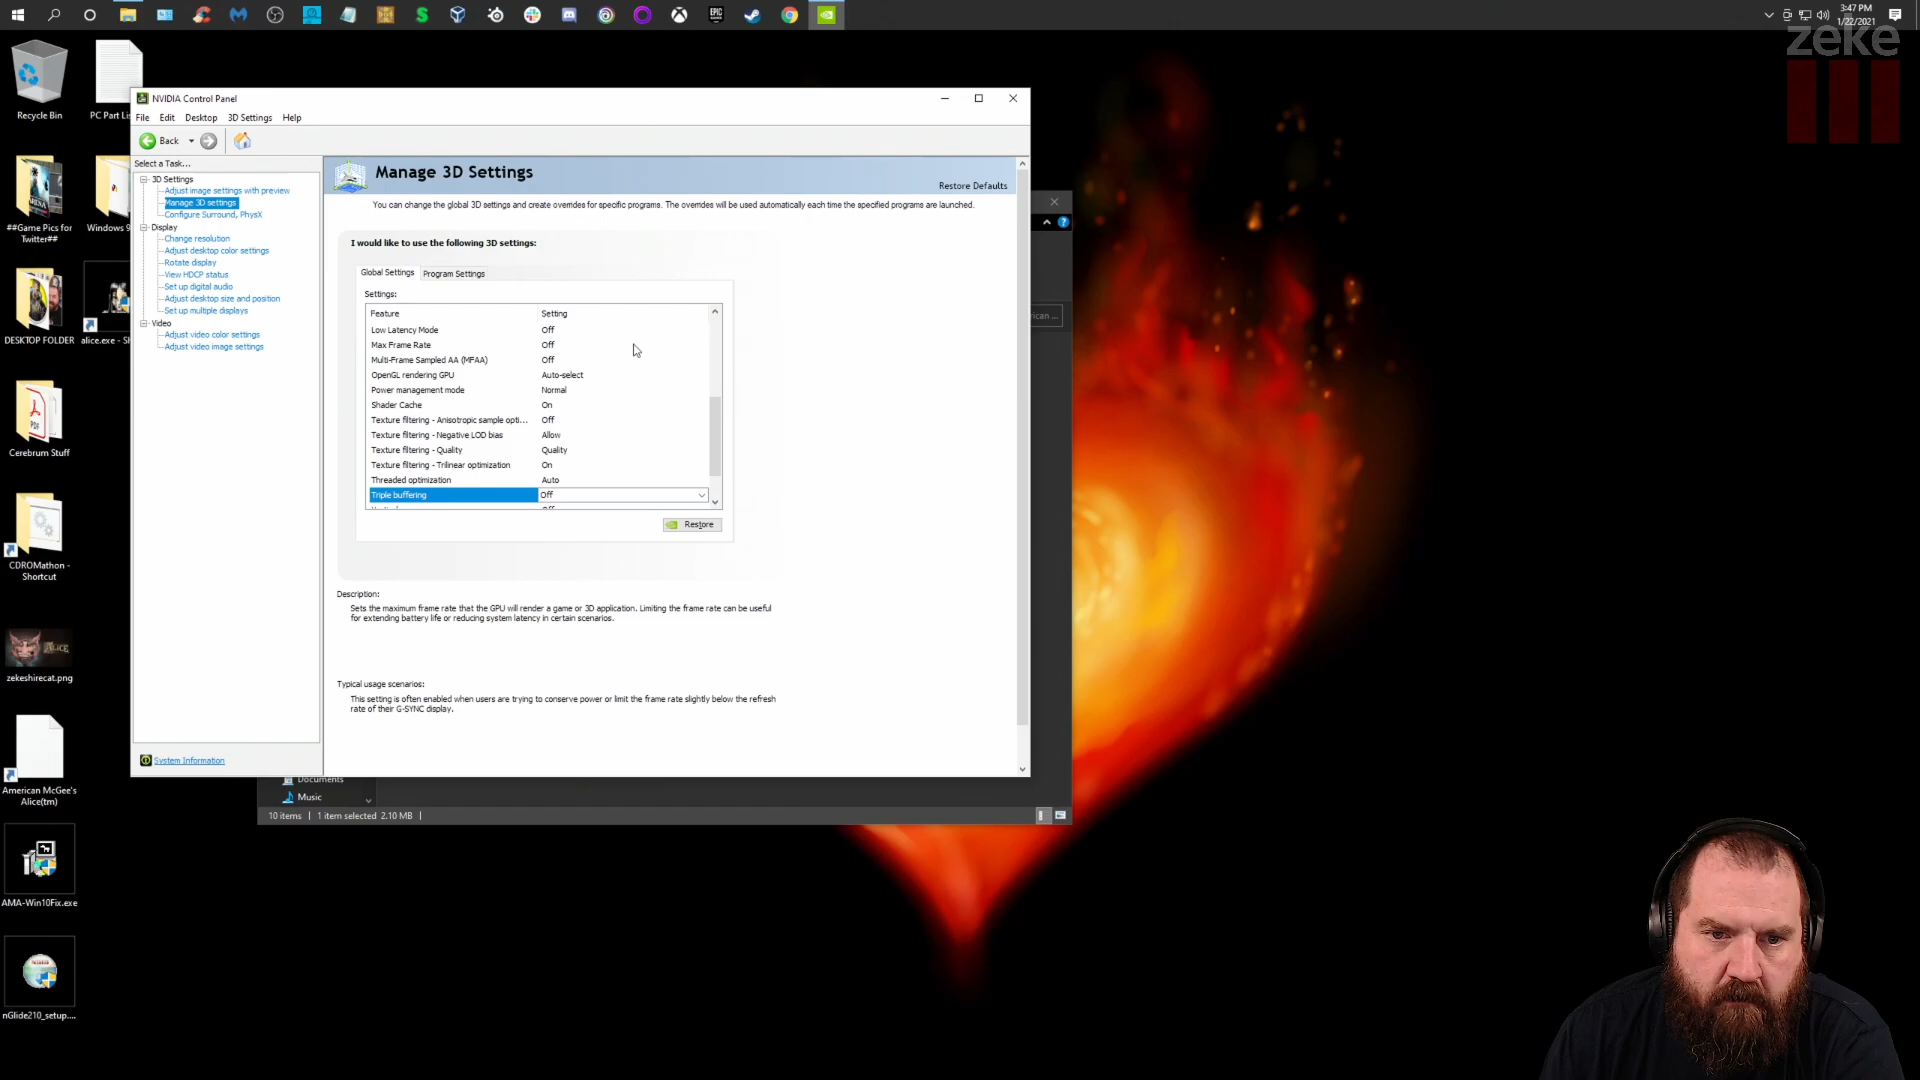 3:47 PM
1/22/2021
zeke
Recycle Bin
PC Part Li
##Game Pics for
Twitter##
Windows 9
DESKTOP FOLDER
alice.exe - Sh
Cerebrum Stuff
CDROMathon -
Shortcut
zekeshirecat.png
American McGee's
Alice(tm)
AMA-Win10Fix.exe
nGlide210_setup....
NVIDIA Control Panel
File Edit Desktop 3D Settings Help
Back
Select a Task...
3D Settings
Adjust image settings with preview
Manage 3D settings
Configure Surround, PhysX
Display
Change resolution
Adjust desktop color settings
Rotate display
View HDCP status
Set up digital audio
Adjust desktop size and position
Set up multiple displays
Video
Adjust video color settings
Adjust video image settings
System Information
Manage 3D Settings
Restore Defaults
You can change the global 3D settings and create overrides for specific programs. The overrides will be used automatically each time the specified programs are launched.
I would like to use the following 3D settings:
Global Settings Program Settings
Settings:
Feature Setting
Low Latency Mode Off
Max Frame Rate Off
Multi-Frame Sampled AA (MFAA) Off
OpenGL rendering GPU Auto-select
Power management mode Normal
Shader Cache On
Texture filtering - Anisotropic sample opti... Off
Texture filtering - Negative LOD bias Allow
Texture filtering - Quality Quality
Texture filtering - Trilinear optimization On
Threaded optimization Auto
Triple buffering Off
Restore
Description:
Sets the maximum frame rate that the GPU will render a game or 3D application. Limiting the frame rate can be useful
for extending battery life or reducing system latency in certain scenarios.
Typical usage scenarios:
This setting is often enabled when users are trying to conserve power or limit the frame rate slightly below the refresh
rate of their G-SYNC display.
rican ...
Documents
Music
10 items | 1 item selected 2.10 MB |
EPIC